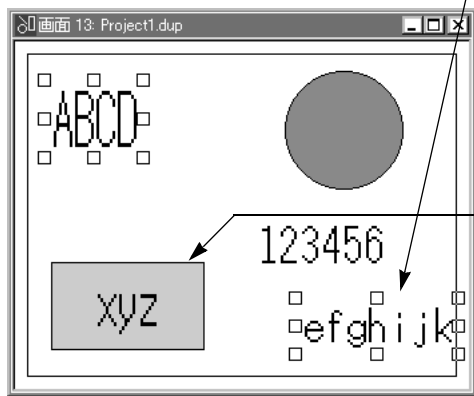 画面 13: Project1.dup
ABCD
123456
xyz
efghijk